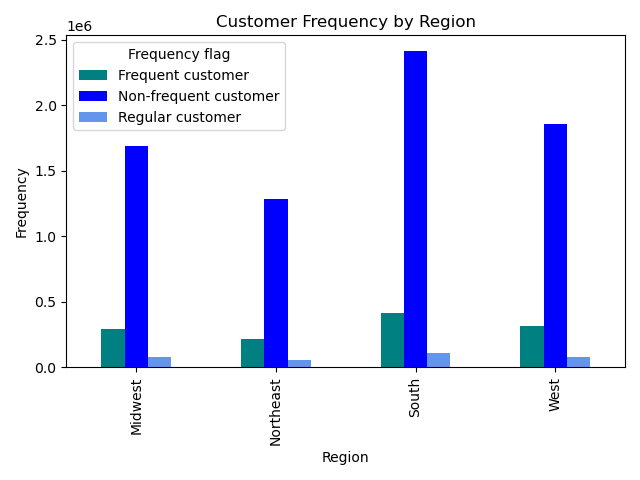 Customer Frequency by Region
1e6
2.5
2.0
1.5
1.0
0.5
0.0
Frequency
Frequency flag
Frequent customer
Non-frequent customer
Regular customer
Midwest
Northeast
South
West
Region